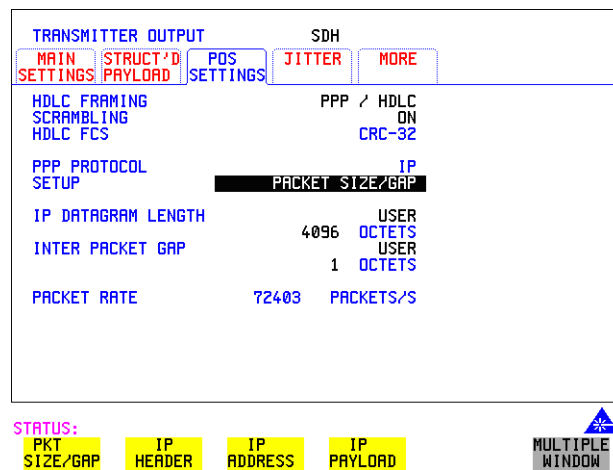 TRANSMITTER OUTPUT SDH
MAIN SETTINGS
STRUCT'D PAYLOAD
POS SETTINGS
JITTER
MORE
HDLC FRAMING PPP / HDLC
SCRAMBLING ON
HDLC FCS CRC-32
PPP PROTOCOL IP
SETUP PACKET SIZE/GAP
IP DATAGRAM LENGTH USER
4096 OCTETS
INTER PACKET GAP USER
1 OCTETS
PACKET RATE 72403 PACKETS/S
STATUS:
PKT SIZE/GAP
IP HEADER
IP ADDRESS
IP PAYLOAD
MULTIPLE WINDOW